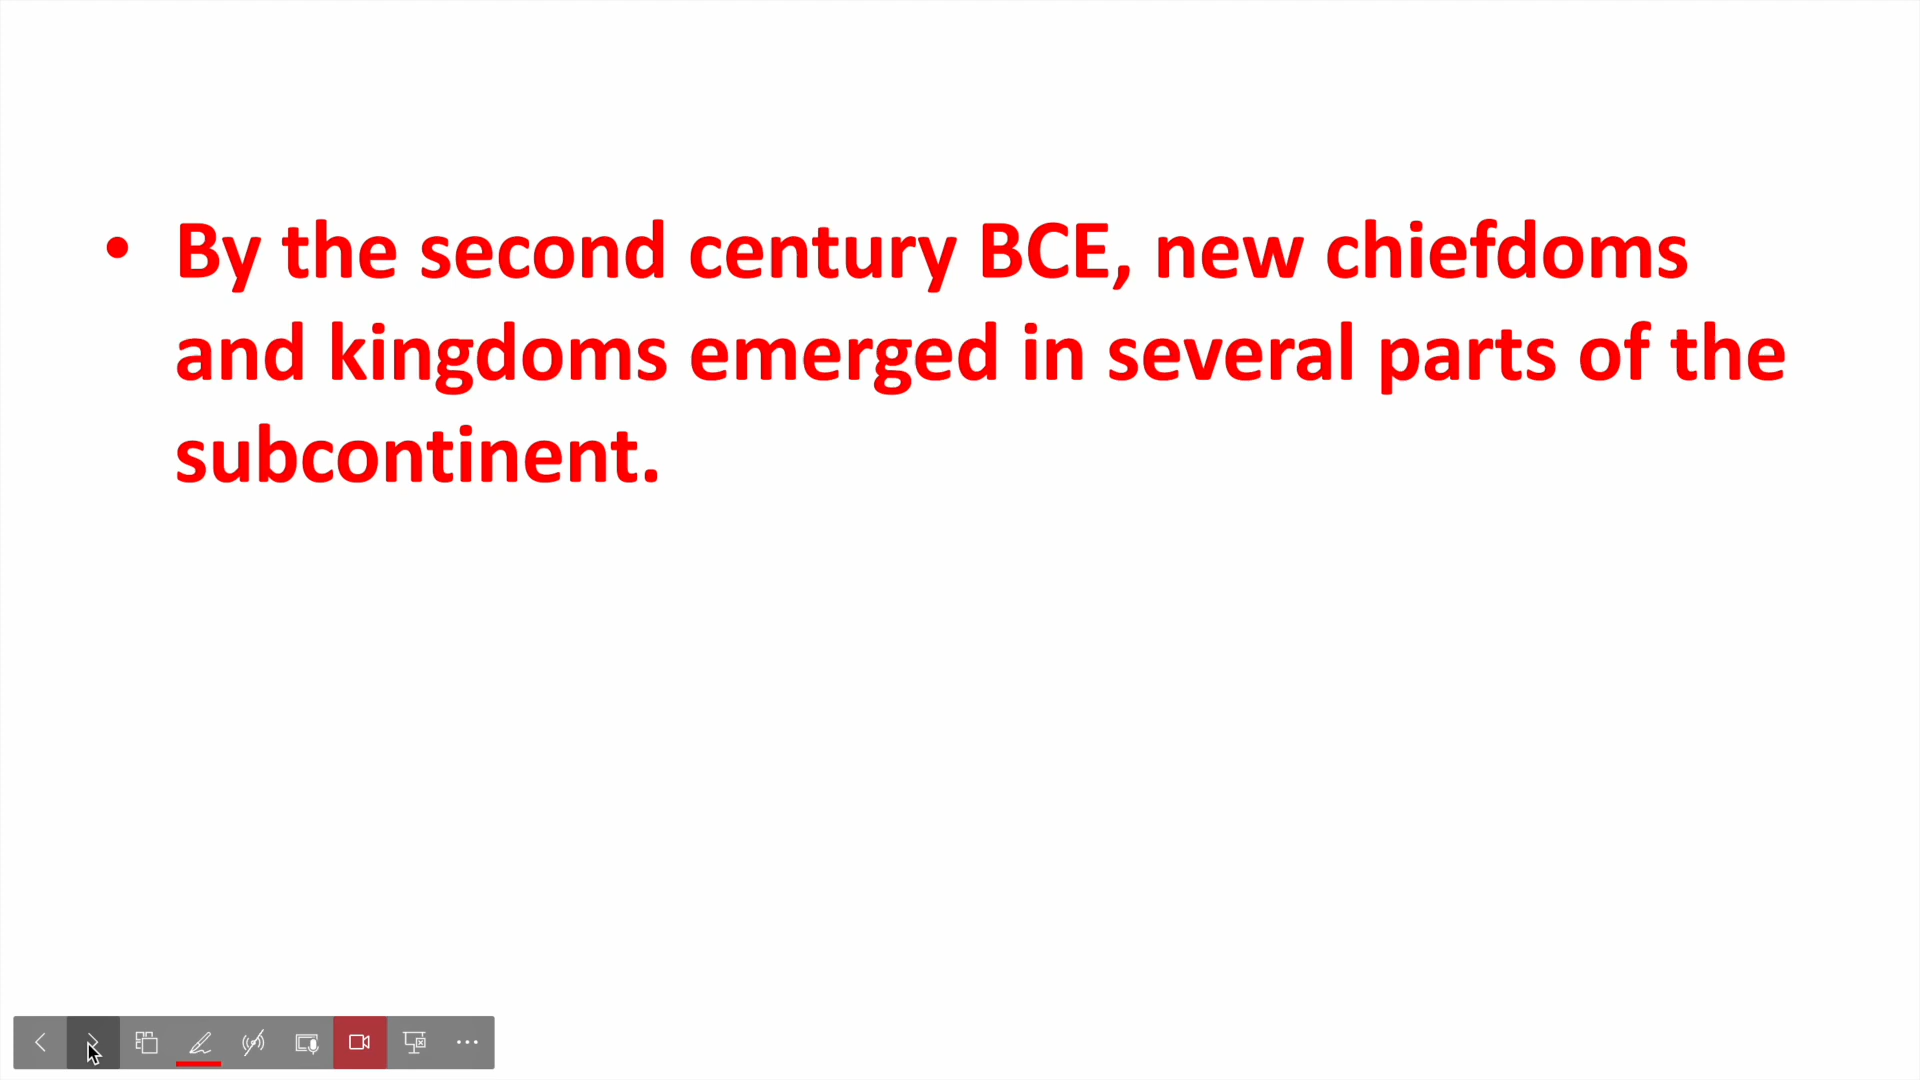 • By the second century BCE, new chiefdoms
and kingdoms emerged in several parts of the
subcontinent.